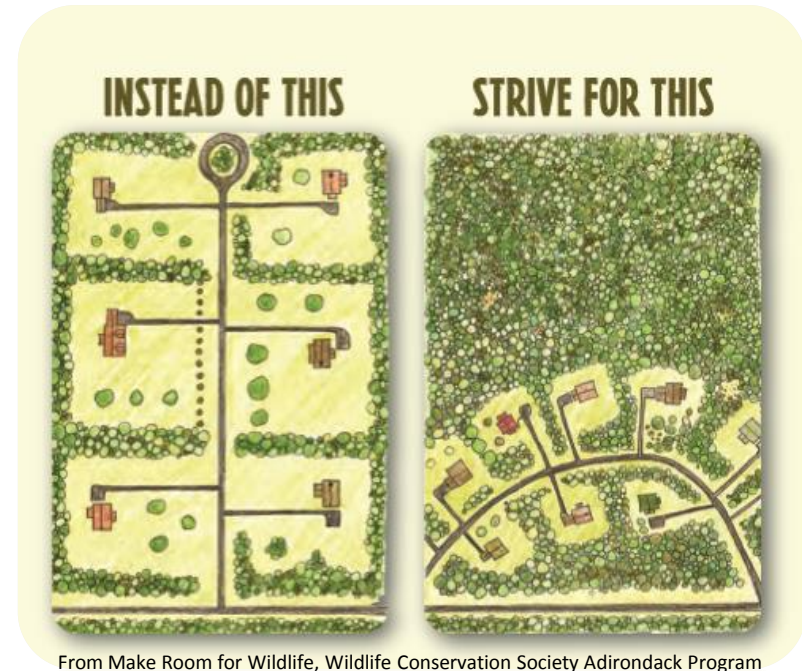 INSTEAD OF THIS
STRIVE FOR THIS
From Make Room for Wildlife, Wildlife Conservation Society Adirondack Program